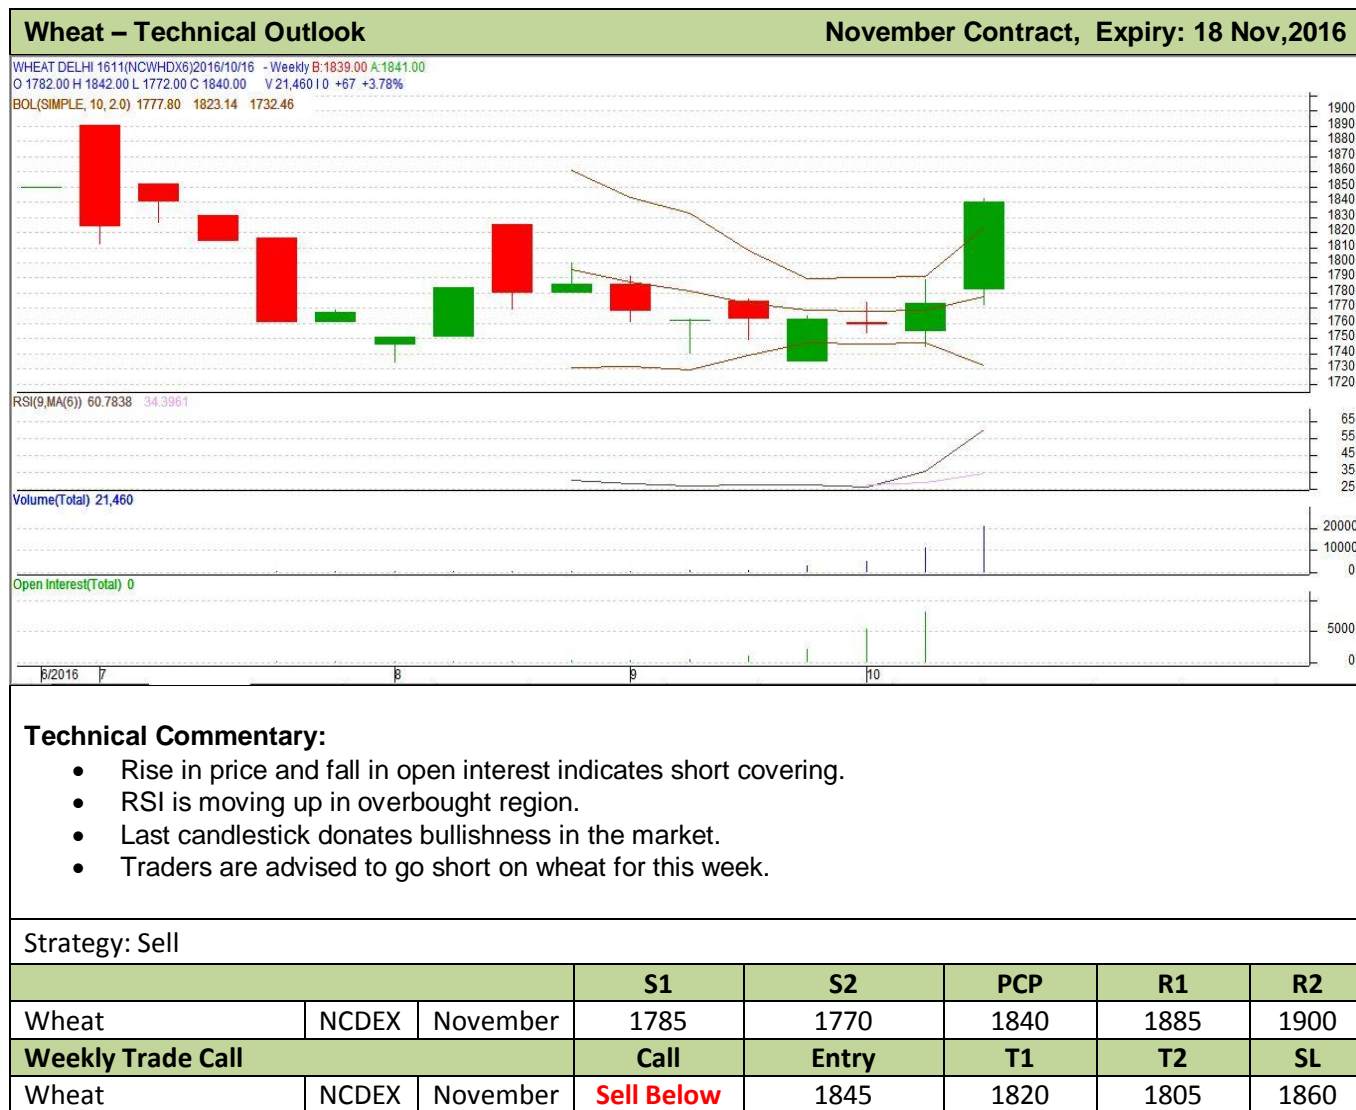 Wheat – Technical Outlook November Contract, Expiry: 18 Nov,2016
WHEAT DELHI 1611(NCWHDX6)2016/10/16 - Weekly B:1839.00 A:1841.00
O 1782.00 H 1842.00 L 1772.00 C 1840.00 V 21,460 I 0 +67 +3.78%
BOL(SIMPLE, 10, 2.0) 1777.80 1823.14 1732.46
1900
1890
1880
1870
1860
1850
1840
1830
1820
1810
1800
1790
1780
1770
1760
1750
1740
1730
1720
RSI(9,MA(6)) 60.7838 34.3961
65
55
45
35
25
Volume(Total) 21,460
20000
10000
0
Open Interest(Total) 0
5000
0
6/2016 7 8 9 10
Technical Commentary:
• Rise in price and fall in open interest indicates short covering.
• RSI is moving up in overbought region.
• Last candlestick donates bullishness in the market.
• Traders are advised to go short on wheat for this week.
Strategy: Sell
S1 S2 PCP R1 R2
Wheat NCDEX November 1785 1770 1840 1885 1900
Weekly Trade Call Call Entry T1 T2 SL
Wheat NCDEX November Sell Below 1845 1820 1805 1860